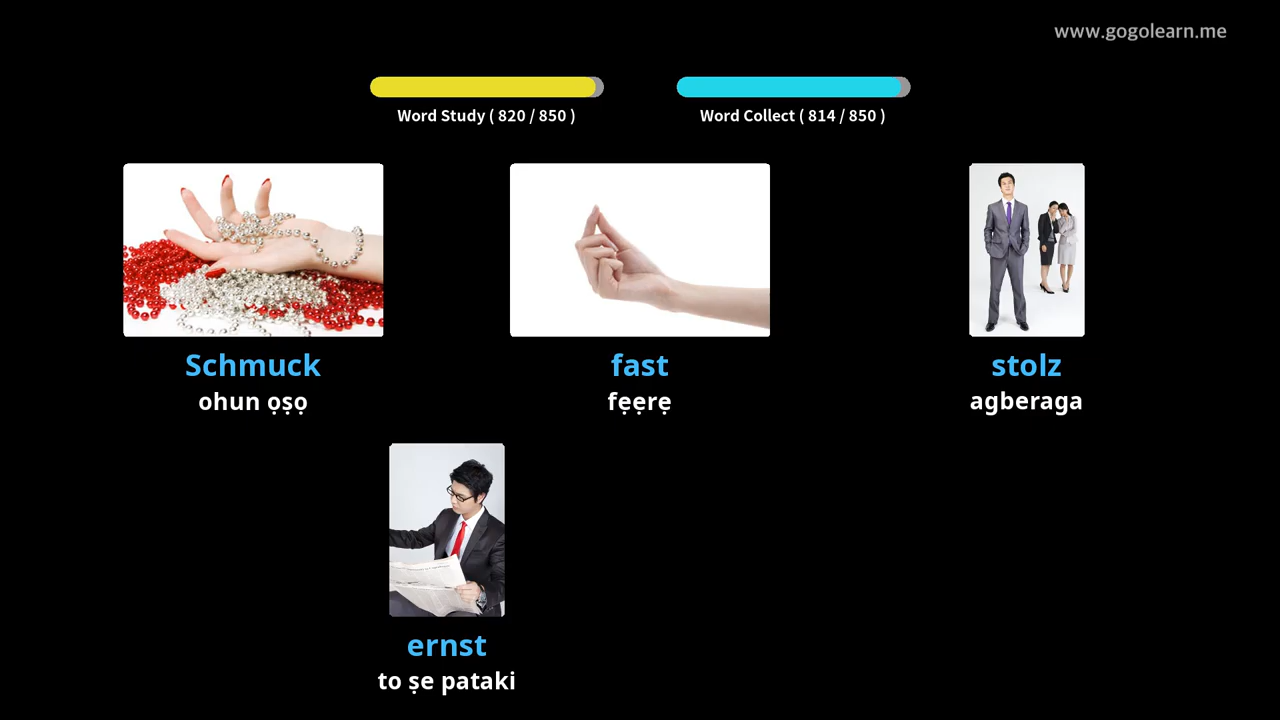 www.gogolearn.me
Word Study ( 820 / 850 )
Word Collect ( 814 / 850 )
Schmuck
ohun ọṣọ
fast
fẹẹrẹ
stolz
agberaga
ernst
to ṣe pataki